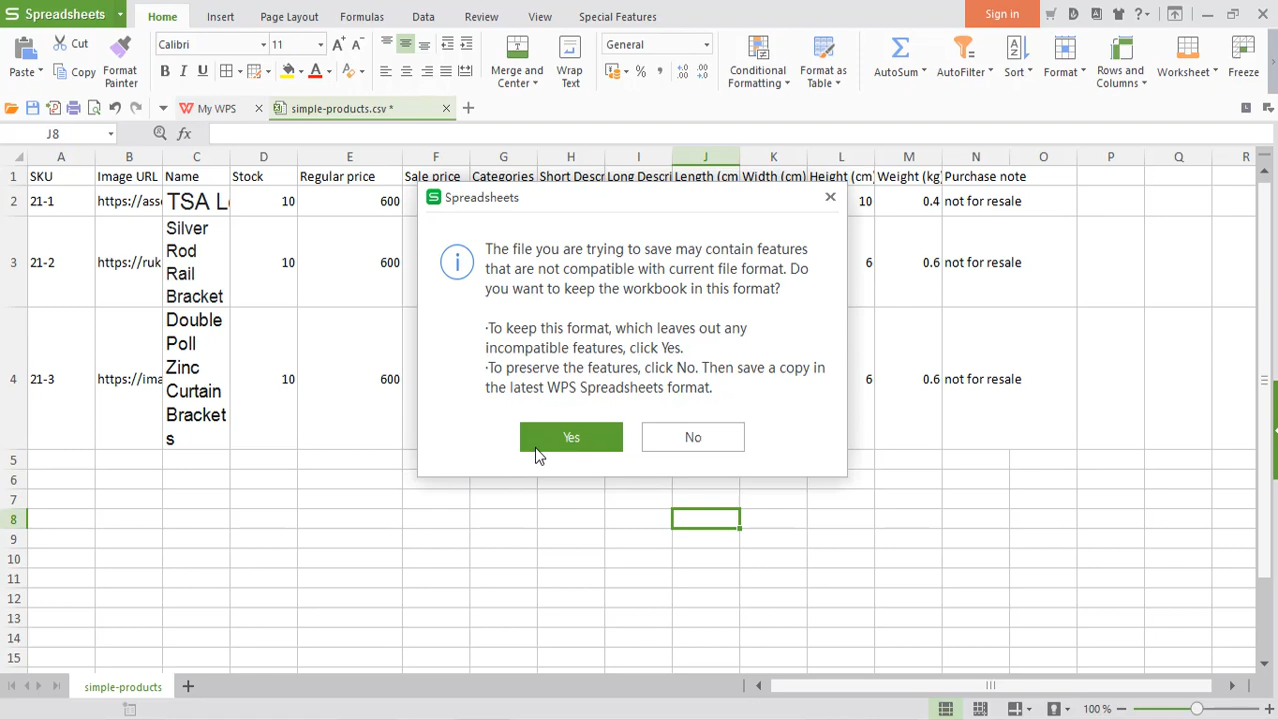 Spreadsheets
Home
Insert
Page Layout
Formulas
Data
Review
View
Special Features
Sign in
Cut
Paste
Copy
Format
Painter
Calibri
11
A+
A-
B
I
U
Merge and
Center
Wrap
Text
General
%
Conditional
Formatting
Format as
Table
AutoSum
AutoFilter
Sort
Format
Rows and
Columns
Worksheet
Freeze
My WPS
simple-products.csv *
J8
fx
A B C D E F G H I J K L M N O P Q R
1 SKU Image URL Name Stock Regular price Sale price Categories Short Descr Long Descri Length (cm Width (cm) Height (cm) Weight (kg Purchase note
2 21-1 https://asse TSA Lo 10 600 10 0.4 not for resale
3 21-2 https://ruk Silver
Rod
Rail
Bracket 10 600 6 0.6 not for resale
4 21-3 https://ima Double
Poll
Zinc
Curtain
Bracket
s 10 600 6 0.6 not for resale
5
6
7
8
9
10
11
12
13
14
15
Spreadsheets
The file you are trying to save may contain features
that are not compatible with current file format. Do
you want to keep the workbook in this format?
·To keep this format, which leaves out any
incompatible features, click Yes.
·To preserve the features, click No. Then save a copy in
the latest WPS Spreadsheets format.
Yes
No
simple-products
100 %